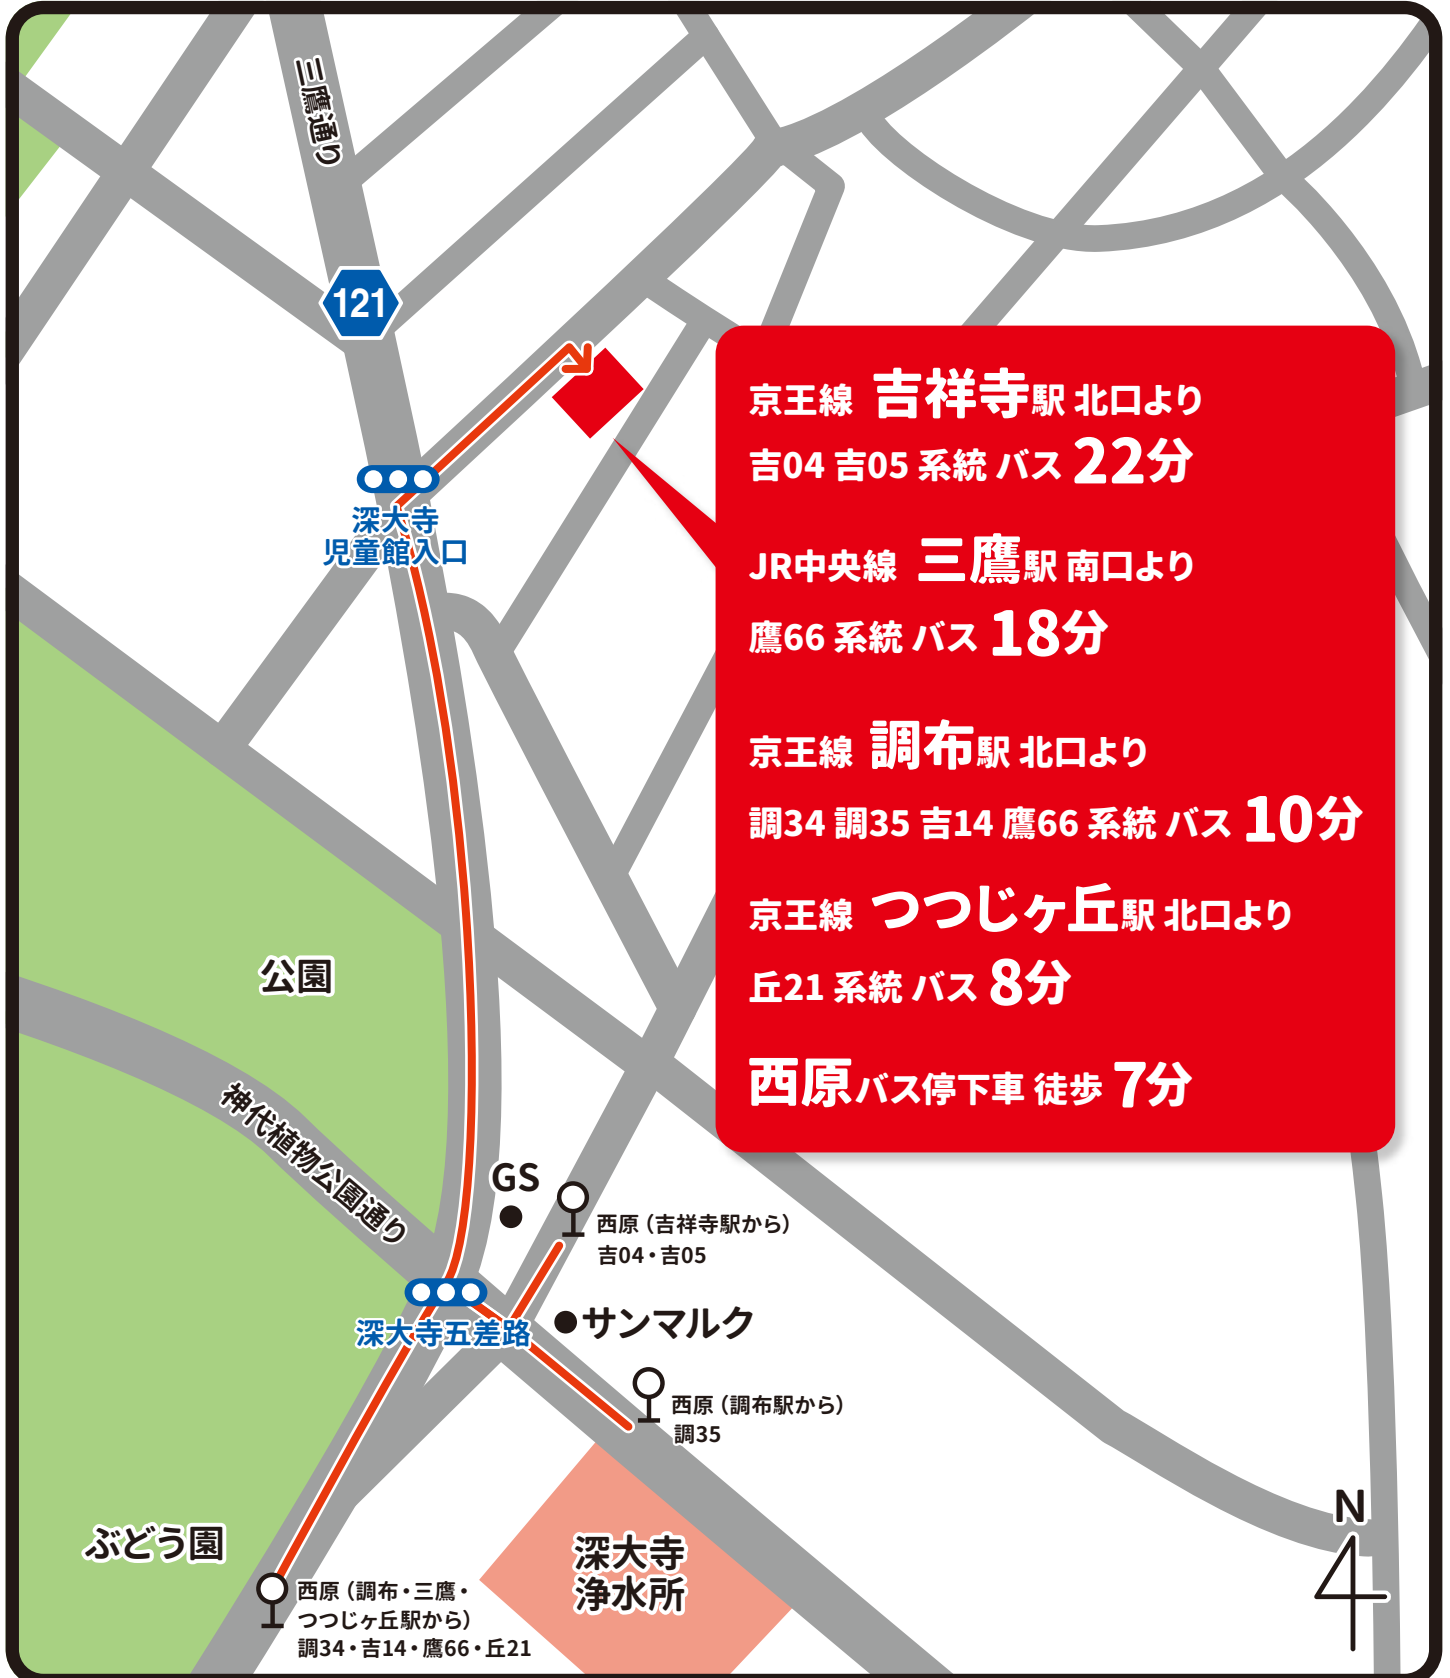 三鷹通り
121
京王線 吉祥寺駅 北口より
吉04 吉05 系統 バス 22分
JR中央線 三鷹駅 南口より
鷹66 系統 バス 18分
京王線 調布駅 北口より
調34 調35 吉14 鷹66 系統 バス 10分
京王線 つつじヶ丘駅 北口より
丘21 系統 バス 8分
西原バス停下車 徒歩 7分
深大寺
児童館入口
公園
神代植物公園通り
GS
西原（吉祥寺駅から）
吉04・吉05
サンマルク
深大寺五差路
西原（調布駅から）
調35
ぶどう園
西原（調布・三鷹・
つつじヶ丘駅から）
調34・吉14・鷹66・丘21
深大寺
浄水所
N